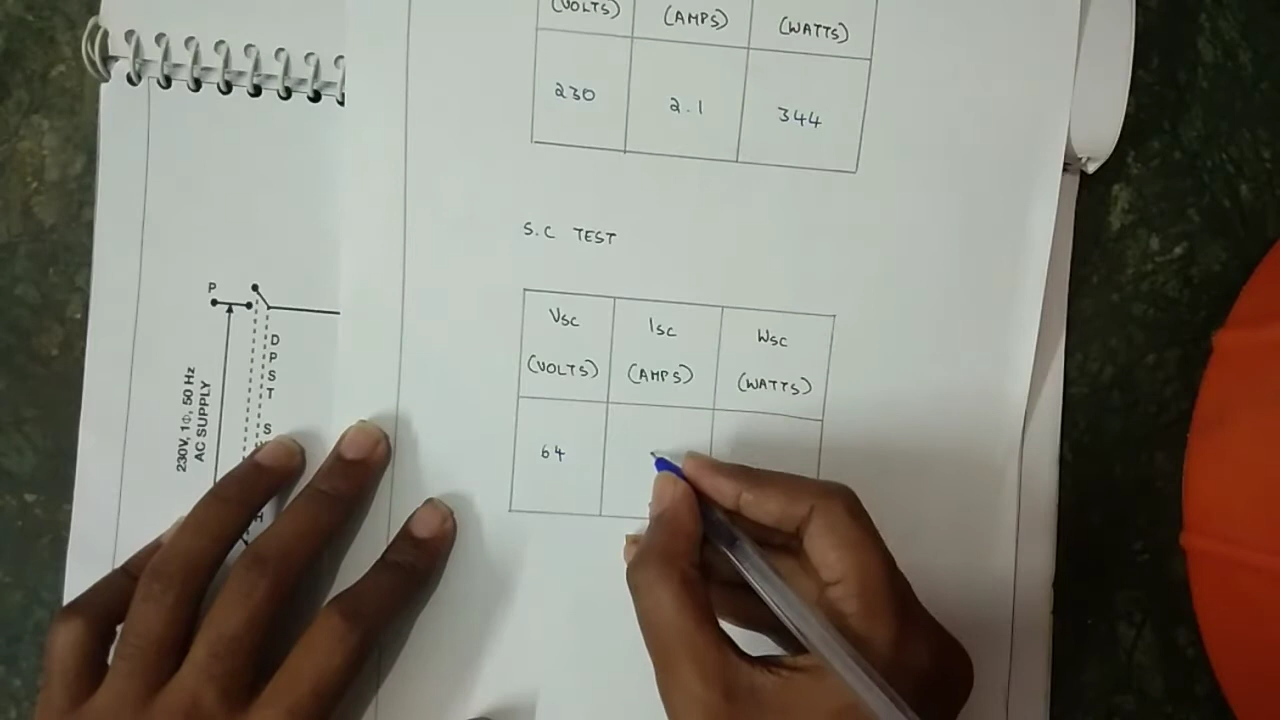 (VOLTS) (AMPS) (WATTS)
230 2.1 344
S.C TEST
VSC ISC WSC
(VOLTS) (AMPS) (WATTS)
64
P
D
P
S
T
S
H
230V, 1Φ, 50 Hz
AC SUPPLY